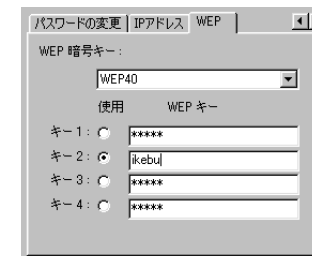 パスワードの変更 IPアドレス WEP
WEP 暗号キー:
WEP40
使用 WEP キー
キー1: *****
キー2: ikebu
キー3: *****
キー4: *****